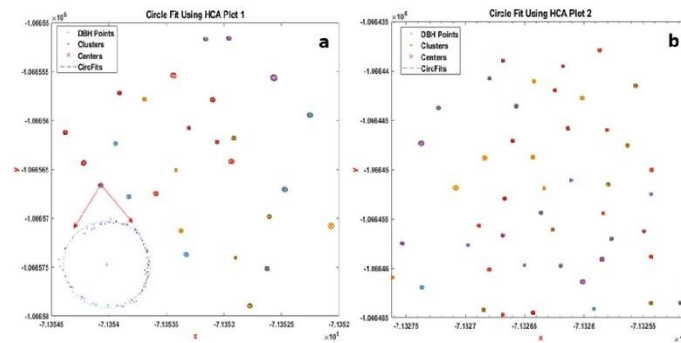 Circle Fit Using HCA Plot 1
a
DBH Points
Clusters
Centers
CircFits
-1.06655
-1.066555
-1.06656
-1.066565
-1.06657
-1.066575
-1.06658
y
-7.13545
-7.1354
-7.13535
-7.1353
-7.13525
-7.1352
x
Circle Fit Using HCA Plot 2
b
DBH Points
Clusters
Centers
CircFits
-1.066435
-1.06644
-1.066445
-1.06645
-1.066455
-1.06646
-1.066465
y
-7.13275
-7.1327
-7.13265
-7.1326
-7.13255
x